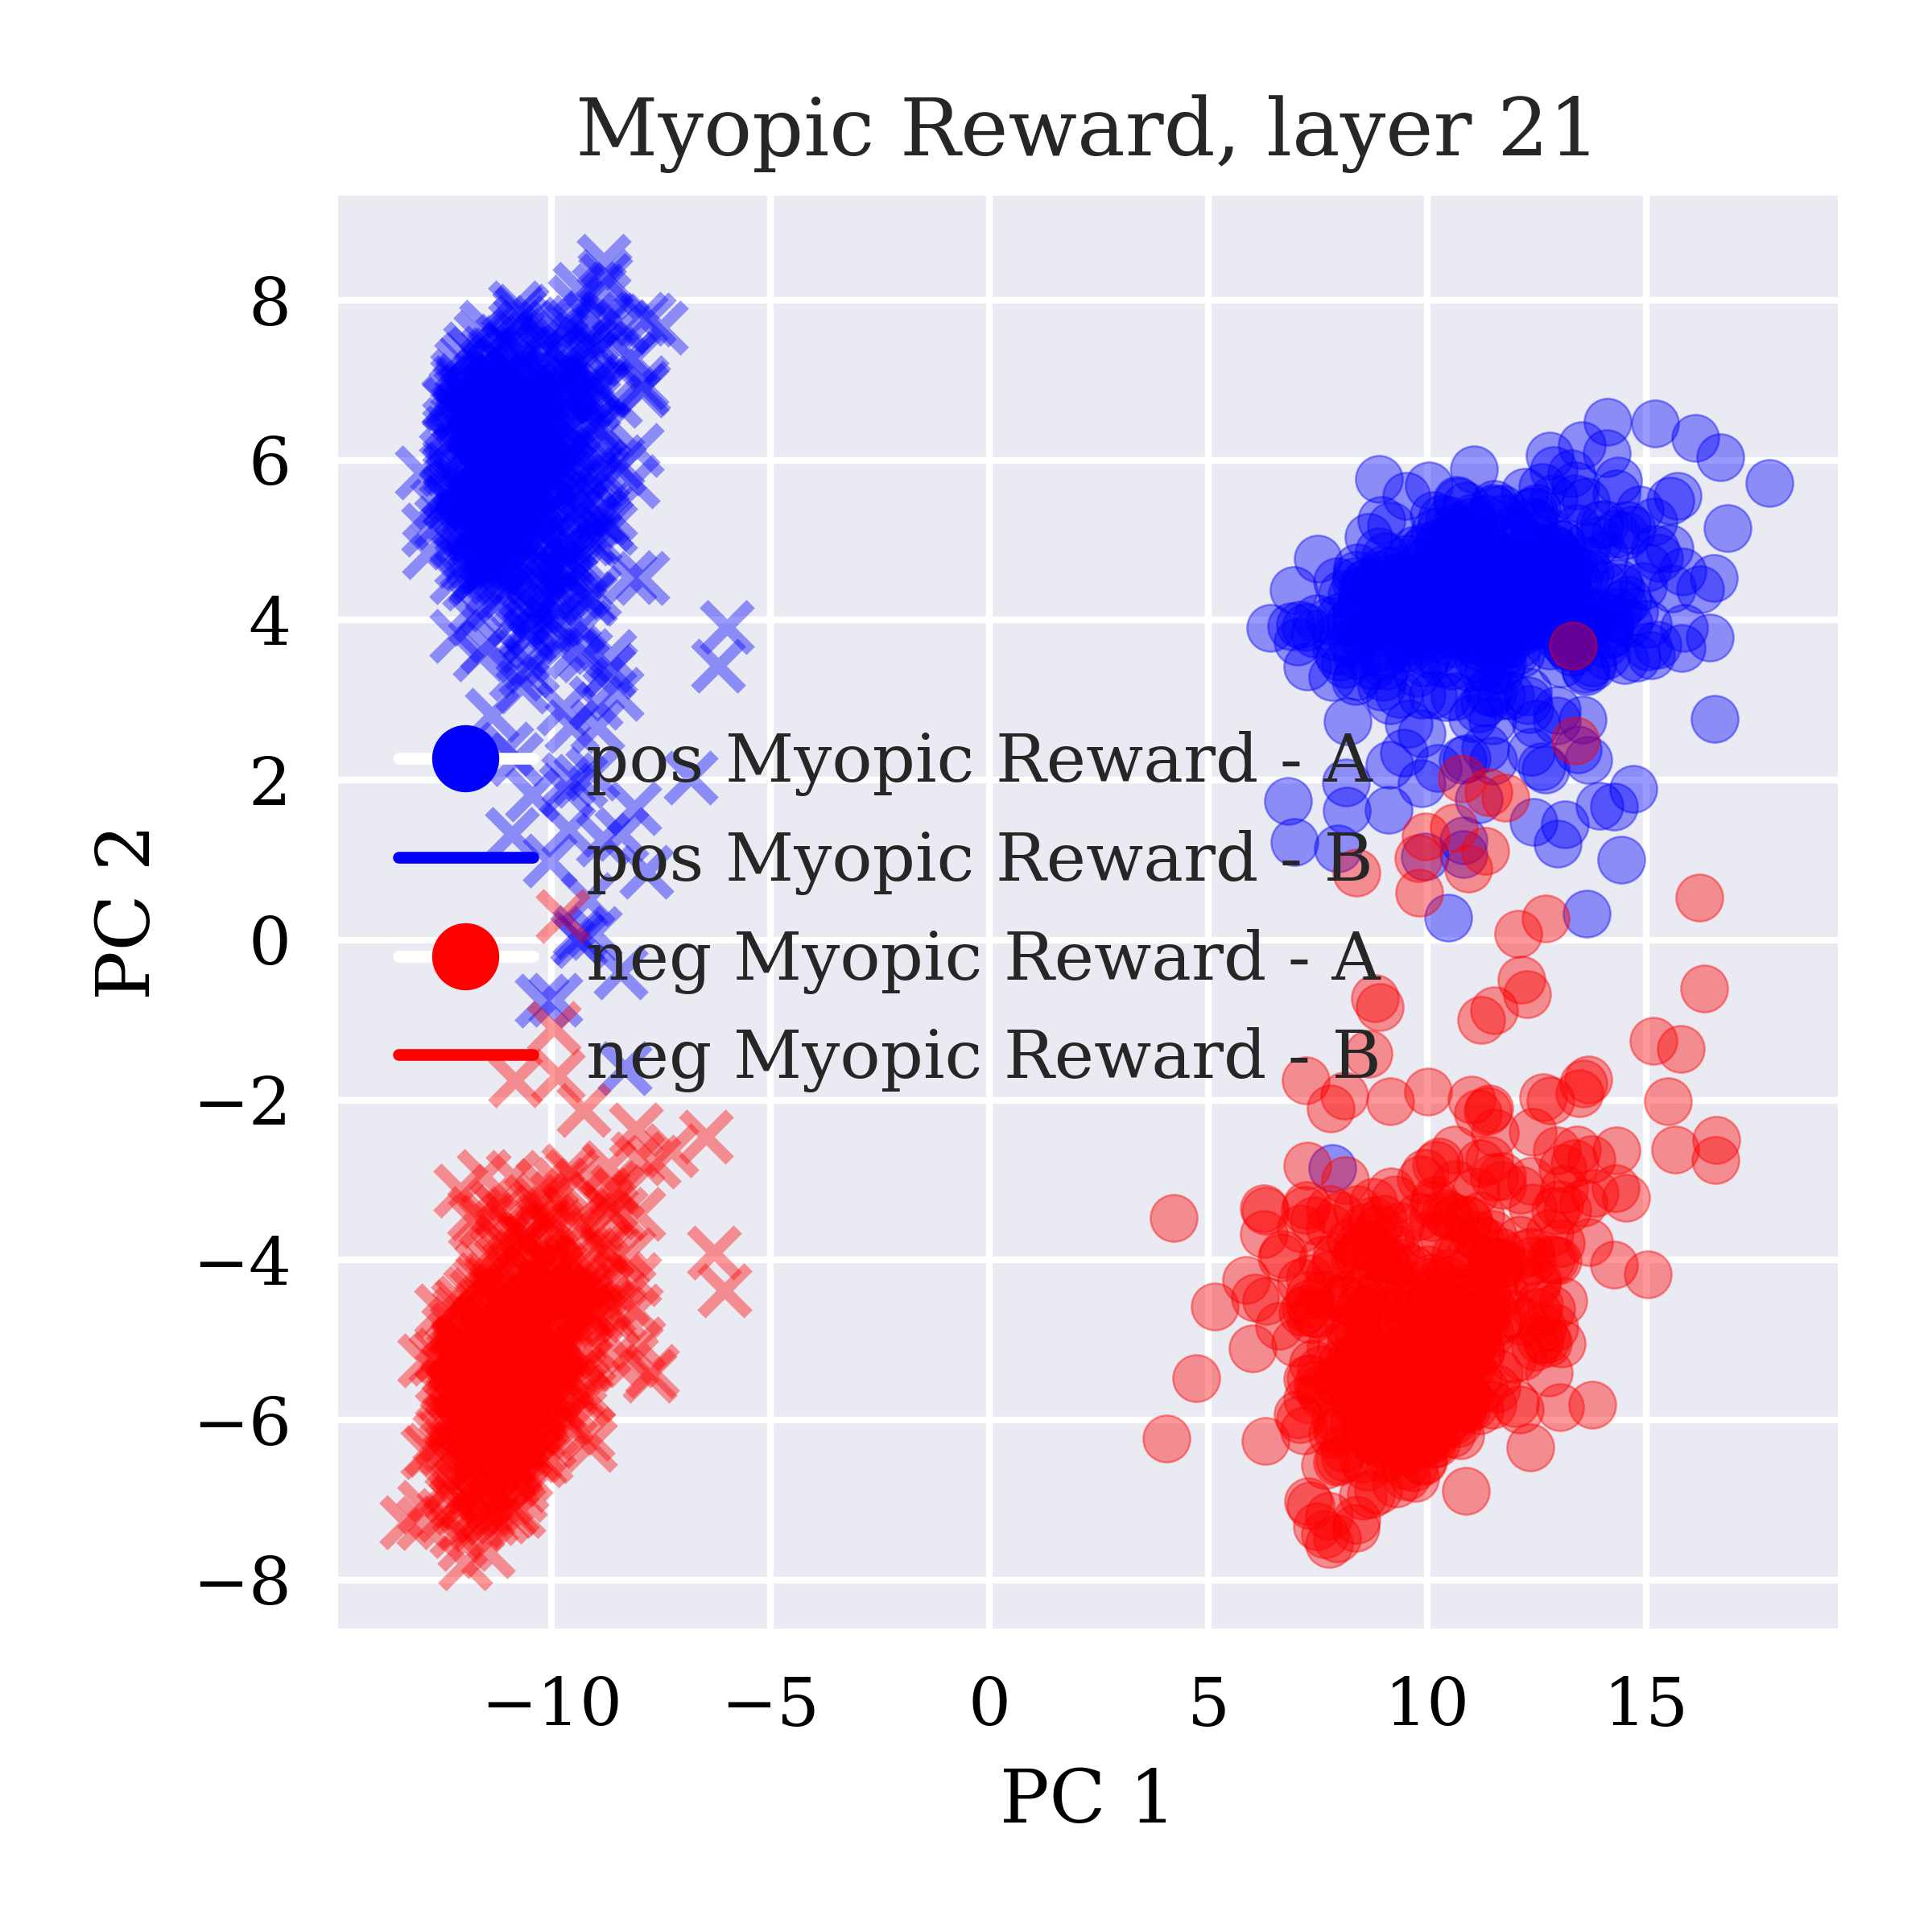 Myopic Reward, layer 21
8
6
4
2
0
−2
−4
−6
−8
PC 2
pos Myopic Reward - A
pos Myopic Reward - B
neg Myopic Reward - A
neg Myopic Reward - B
−10 −5 0 5 10 15
PC 1